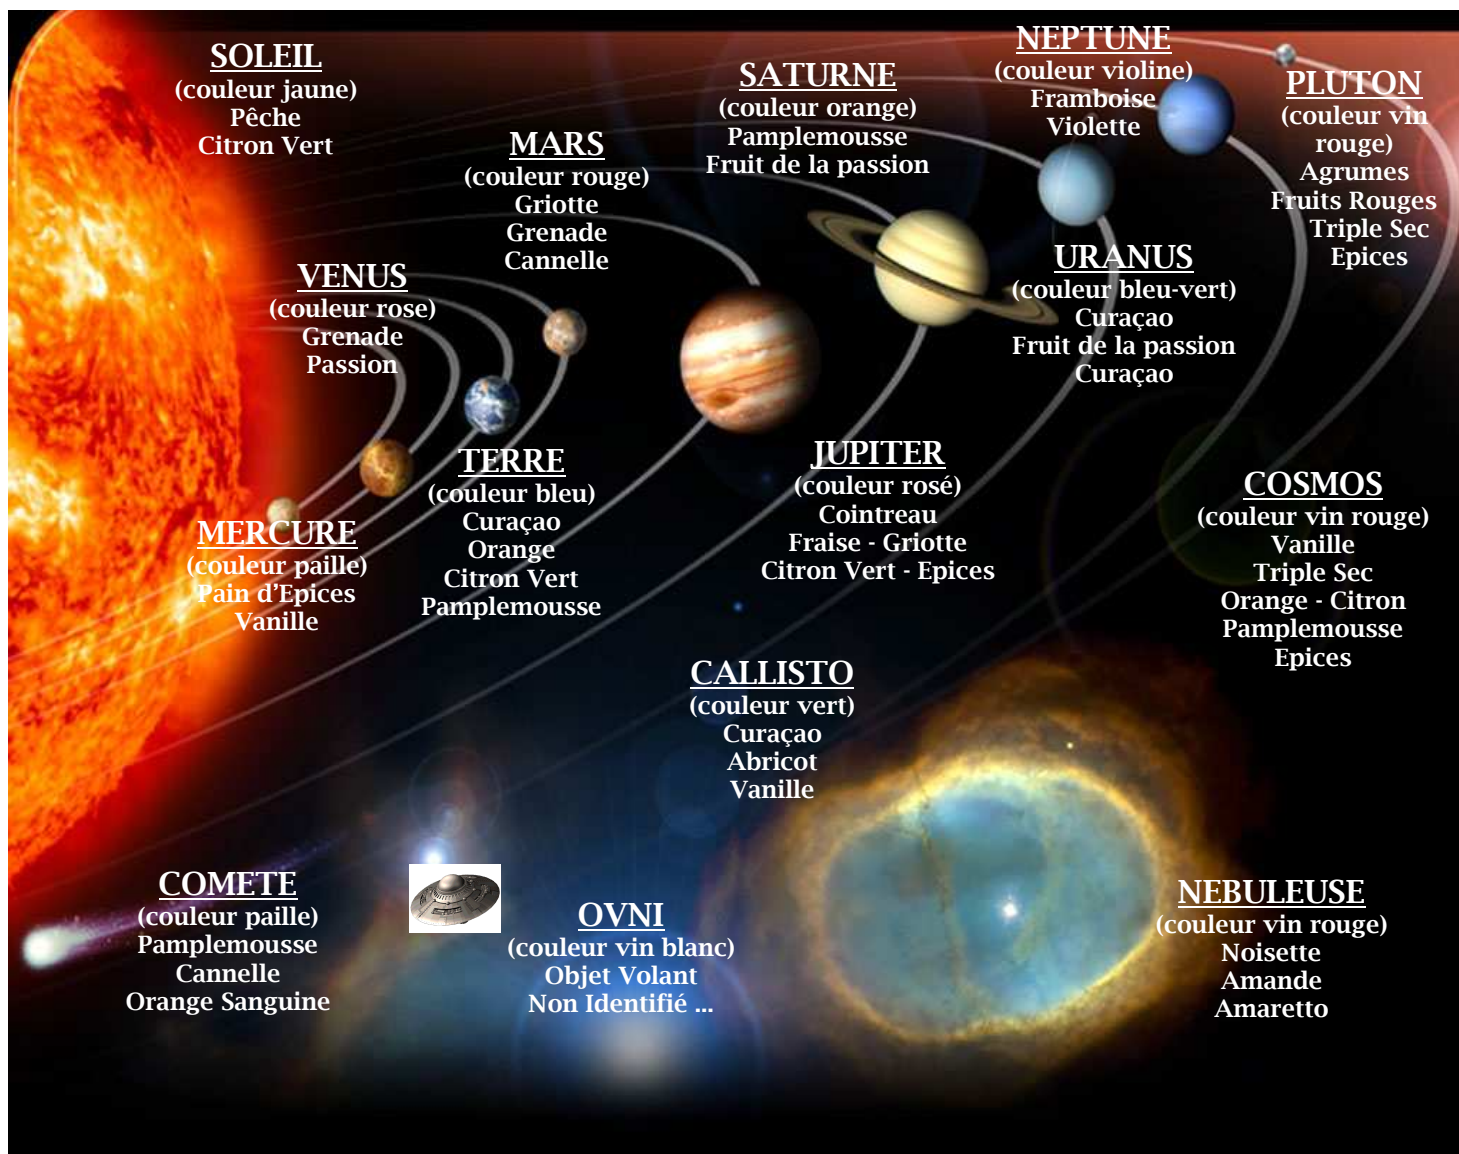 SOLEIL
(couleur jaune)
Pêche
Citron Vert
MARS
(couleur rouge)
Griotte
Grenade
Cannelle
SATURNE
(couleur orange)
Pamplemousse
Fruit de la passion
NEPTUNE
(couleur violine)
Framboise
Violette
PLUTON
(couleur vin
rouge)
Agrumes
Fruits Rouges
Triple Sec
Epices
VENUS
(couleur rose)
Grenade
Passion
URANUS
(couleur bleu-vert)
Curaçao
Fruit de la passion
Curaçao
MERCURE
(couleur paille)
Pain d'Epices
Vanille
TERRE
(couleur bleu)
Curaçao
Orange
Citron Vert
Pamplemousse
JUPITER
(couleur rosé)
Cointreau
Fraise - Griotte
Citron Vert - Epices
COSMOS
(couleur vin rouge)
Vanille
Triple Sec
Orange - Citron
Pamplemousse
Epices
CALLISTO
(couleur vert)
Curaçao
Abricot
Vanille
COMETE
(couleur paille)
Pamplemousse
Cannelle
Orange Sanguine
OVNI
(couleur vin blanc)
Objet Volant
Non Identifié ...
NEBULEUSE
(couleur vin rouge)
Noisette
Amande
Amaretto